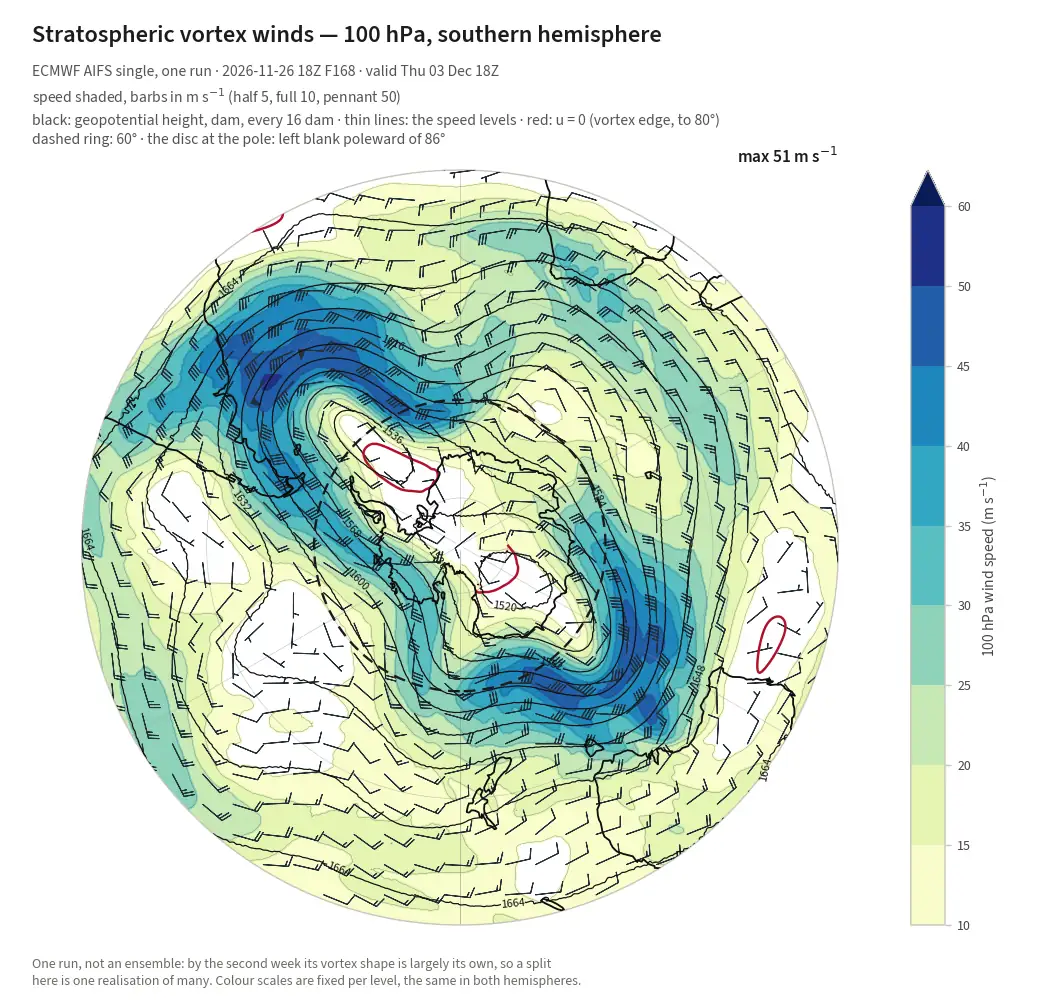 Stratospheric vortex winds — 100 hPa, southern hemisphere
ECMWF AIFS single, one run · 2026-11-26 18Z F168 · valid Thu 03 Dec 18Z
speed shaded, barbs in m s⁻¹ (half 5, full 10, pennant 50)
black: geopotential height, dam, every 16 dam · thin lines: the speed levels · red: u = 0 (vortex edge, to 80°)
dashed ring: 60° · the disc at the pole: left blank poleward of 86°
max 51 m s⁻¹
60
50
45
40
35
30
25
20
15
10
100 hPa wind speed (m s⁻¹)
1664
1616
1536
1632
1584
1568
1664
1600
1520
1648
1664
1664
1664
One run, not an ensemble: by the second week its vortex shape is largely its own, so a split
here is one realisation of many. Colour scales are fixed per level, the same in both hemispheres.